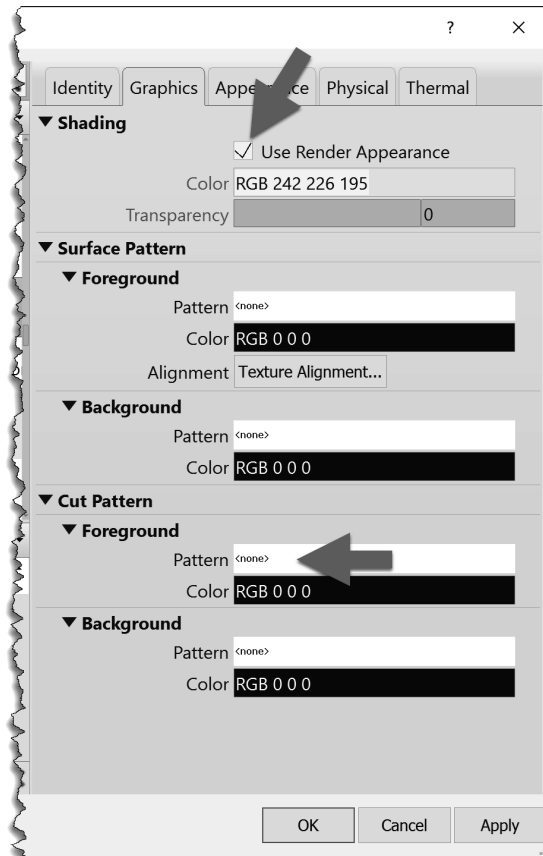 ?
Identity Graphics Appearance Physical Thermal
Shading
Use Render Appearance
Color RGB 242 226 195
Transparency 0
Surface Pattern
Foreground
Pattern <none>
Color RGB 0 0 0
Alignment Texture Alignment...
Background
Pattern <none>
Color RGB 0 0 0
Cut Pattern
Foreground
Pattern <none>
Color RGB 0 0 0
Background
Pattern <none>
Color RGB 0 0 0
OK Cancel Apply